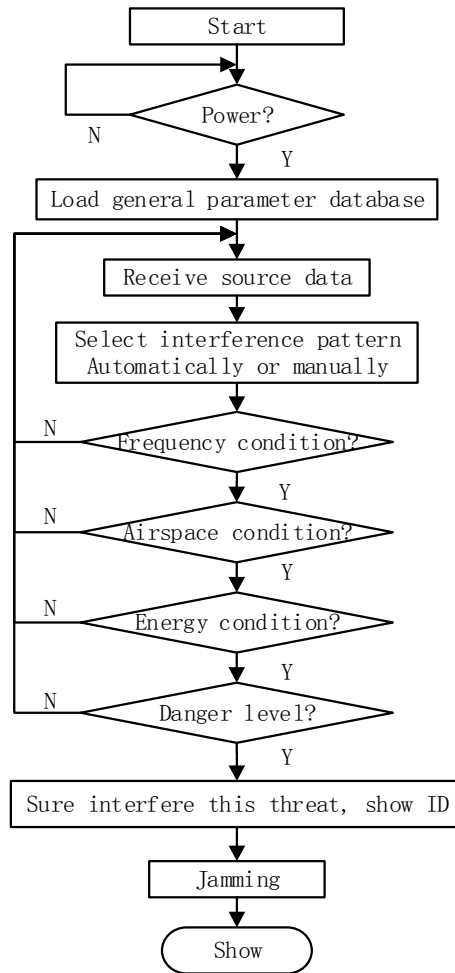 Start
Power?
N
Y
Load general parameter database
Receive source data
Select interference pattern
Automatically or manually
N
Frequency condition?
Y
N
Airspace condition?
Y
N
Energy condition?
Y
N
Danger level?
Y
Sure interfere this threat, show ID
Jamming
Show